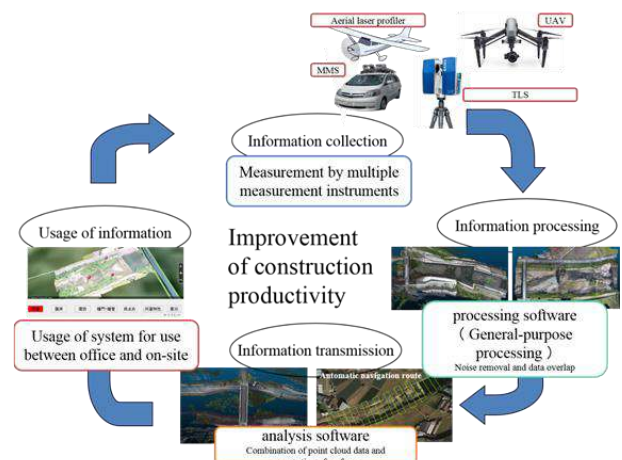 Aerial laser profiler
UAV
MMS
TLS
Information collection
Measurement by multiple
measurement instruments
Usage of information
Improvement
of construction
productivity
Information processing
Usage of system for use
between office and on-site
processing software
( General-purpose
processing )
Noise removal and data overlap
Information transmission
Automatic navigation route
analysis software
Combination of point cloud data and